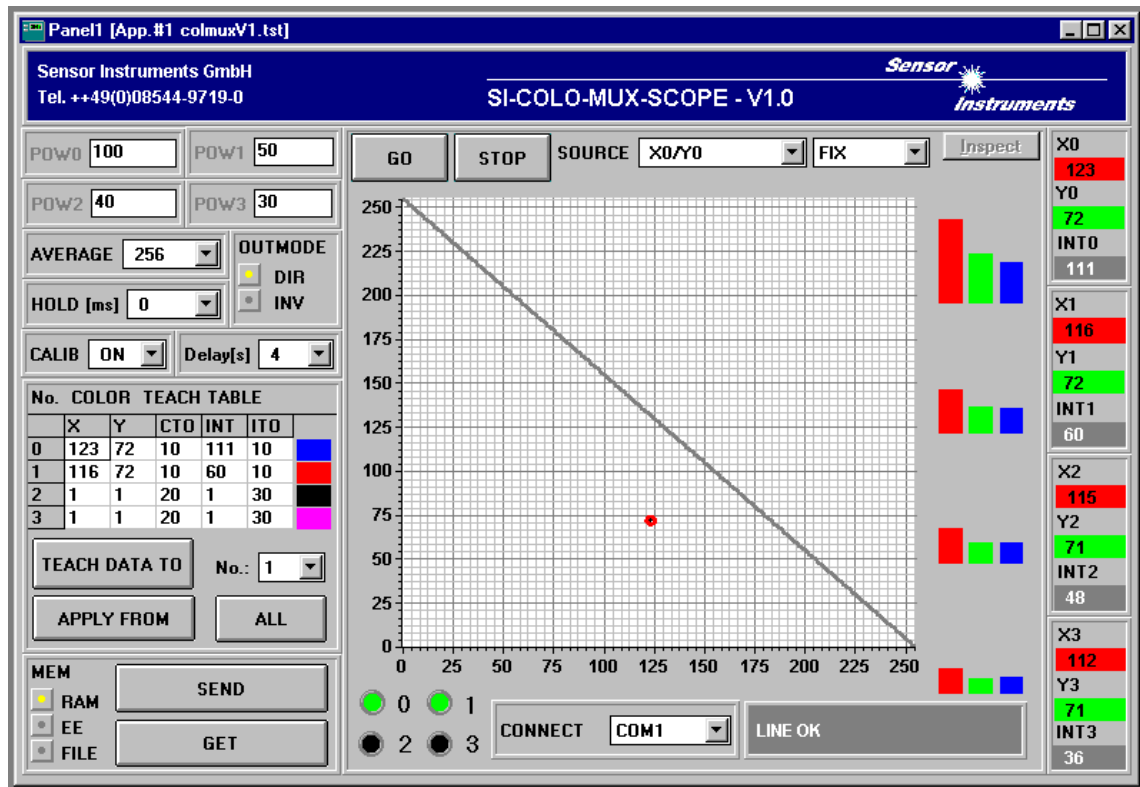 Panel1 [App.#1 colmuxV1.tst]
Sensor Instruments GmbH
Tel. ++49(0)08544-9719-0
SI-COLO-MUX-SCOPE - V1.0
Sensor
Instruments
POW0 100
POW1 50
POW2 40
POW3 30
AVERAGE 256
HOLD [ms] 0
OUTMODE
DIR
INV
CALIB ON
Delay[s] 4
No. COLOR TEACH TABLE
X Y CTO INT ITO
0 123 72 10 111 10
1 116 72 10 60 10
2 1 1 20 1 30
3 1 1 20 1 30
TEACH DATA TO
No.: 1
APPLY FROM
ALL
MEM
RAM
EE
FILE
SEND
GET
GO
STOP
SOURCE X0/Y0
FIX
Inspect
250
225
200
175
150
125
100
75
50
25
0
0 25 50 75 100 125 150 175 200 225 250
0 1
2 3
CONNECT COM1
LINE OK
X0
123
Y0
72
INT0
111
X1
116
Y1
72
INT1
60
X2
115
Y2
71
INT2
48
X3
112
Y3
71
INT3
36